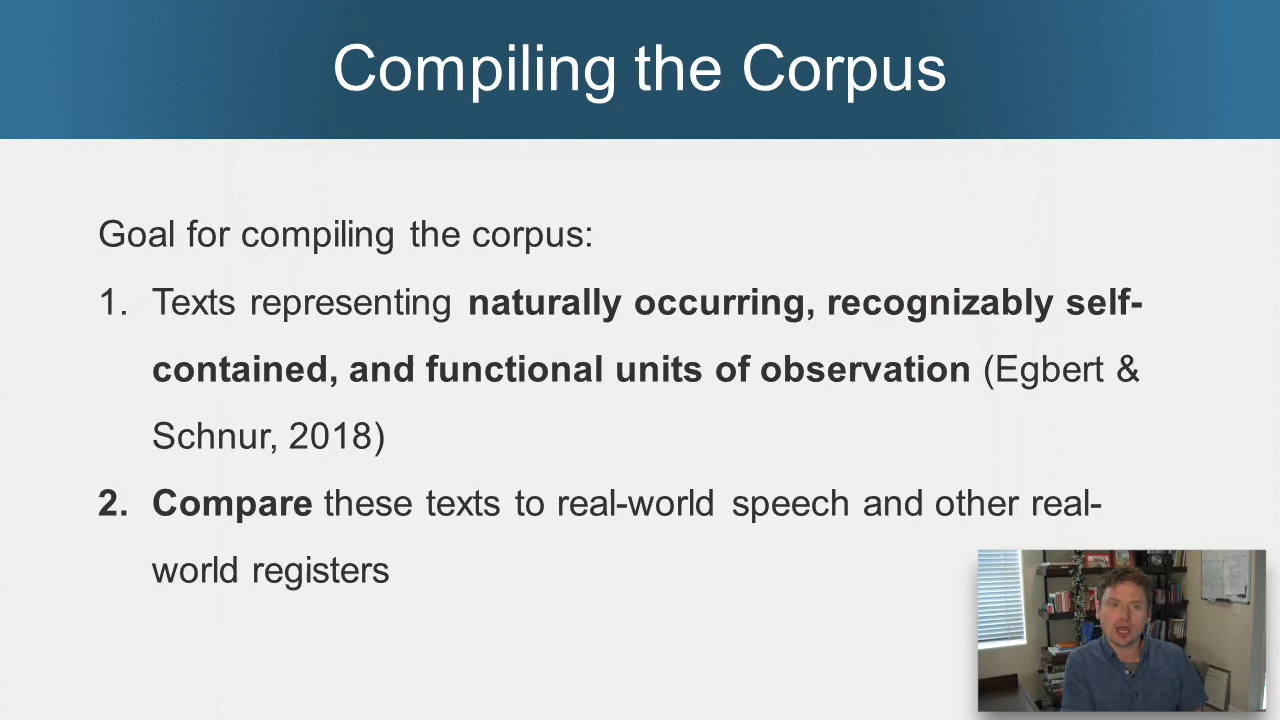 Compiling the Corpus
Goal for compiling the corpus:
1. Texts representing naturally occurring, recognizably self-
contained, and functional units of observation (Egbert &
Schnur, 2018)
2. Compare these texts to real-world speech and other real-
world registers